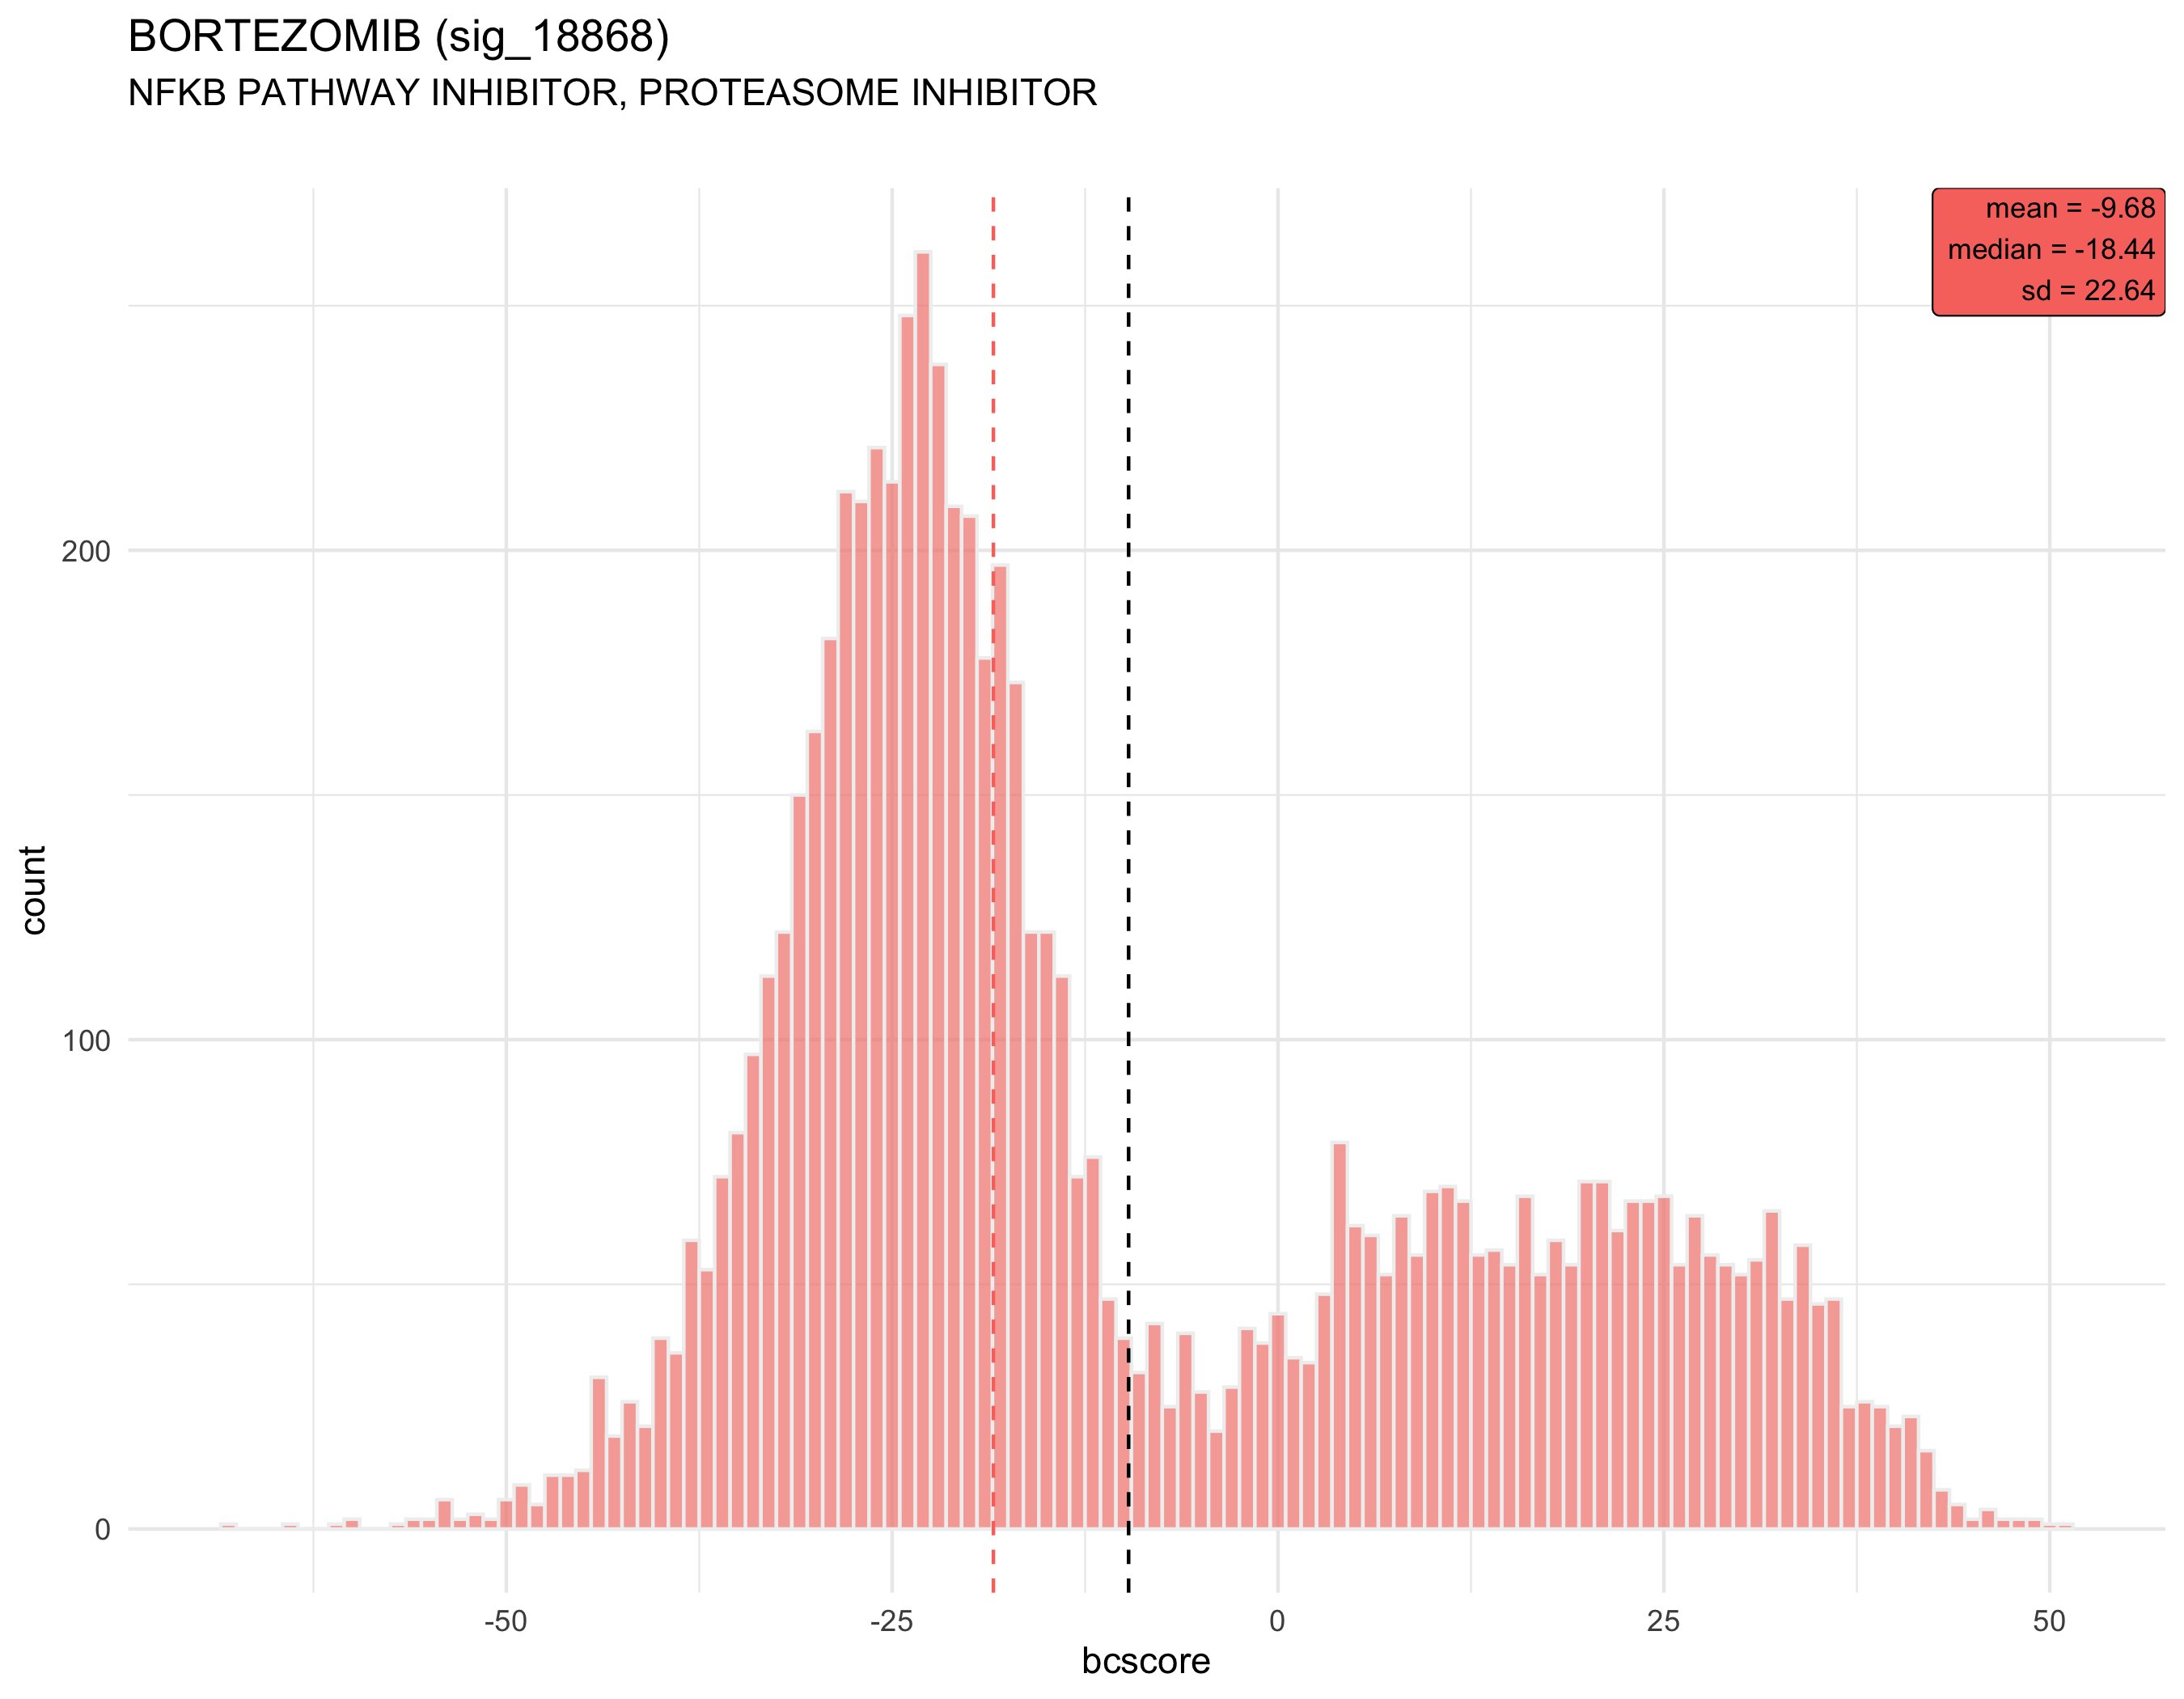 BORTEZOMIB (sig_18868)
NFKB PATHWAY INHIBITOR, PROTEASOME INHIBITOR
mean = -9.68
median = -18.44
sd = 22.64
200
100
0
count
-50
-25
0
25
50
bcscore